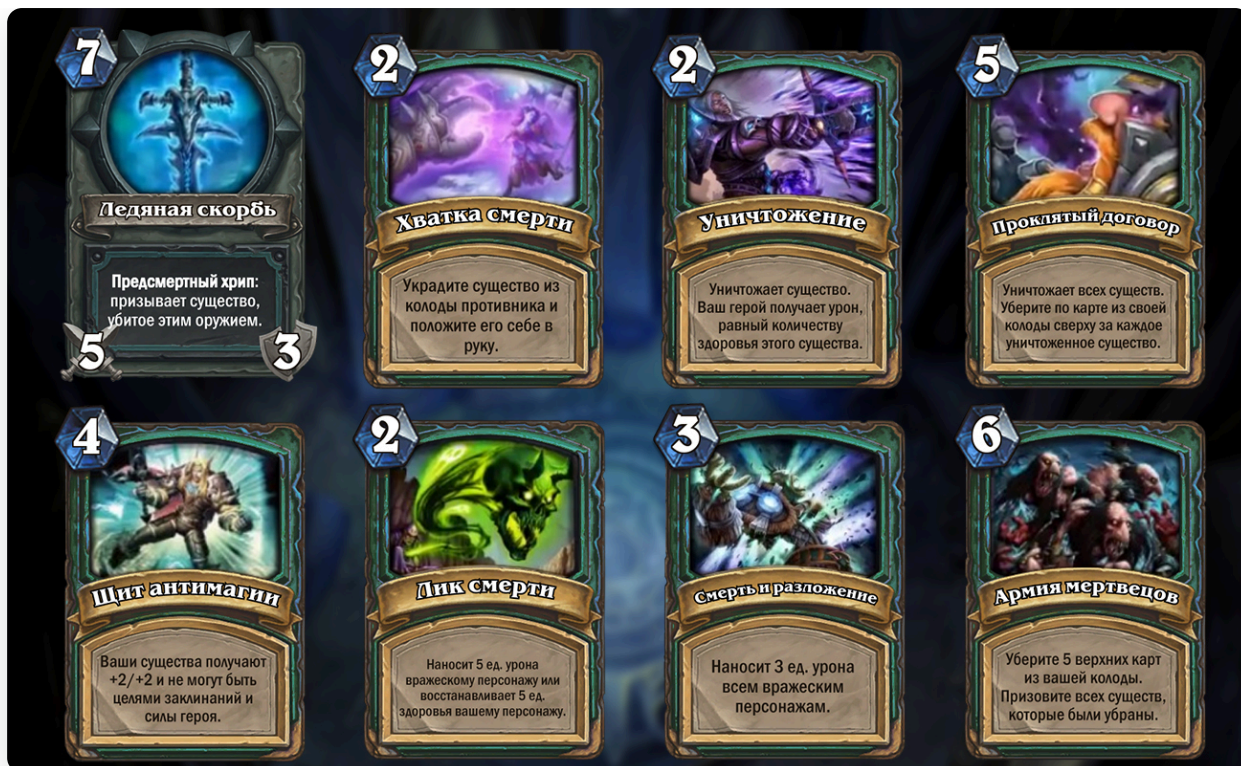 7
Ледяная скорбь
Предсмертный хрип:
призывает существо,
убитое этим оружием.
5
3
2
Хватка смерти
Украдите существо из
колоды противника и
положите его себе в
руку.
2
Уничтожение
Уничтожает существо.
Ваш герой получает урон,
равный количеству
здоровья этого существа.
5
Проклятый договор
Уничтожает всех существ.
Уберите по карте из своей
колоды сверху за каждое
уничтоженное существо.
4
Щит антимагии
Ваши существа получают
+2/+2 и не могут быть
целями заклинаний и
силы героя.
2
Лик смерти
Наносит 5 ед. урона
вражескому персонажу или
восстанавливает 5 ед.
здоровья вашему персонажу.
3
Смерть и разложение
Наносит 3 ед. урона
всем вражеским
персонажам.
6
Армия мертвецов
Уберите 5 верхних карт
из вашей колоды.
Призовите всех существ,
которые были убраны.